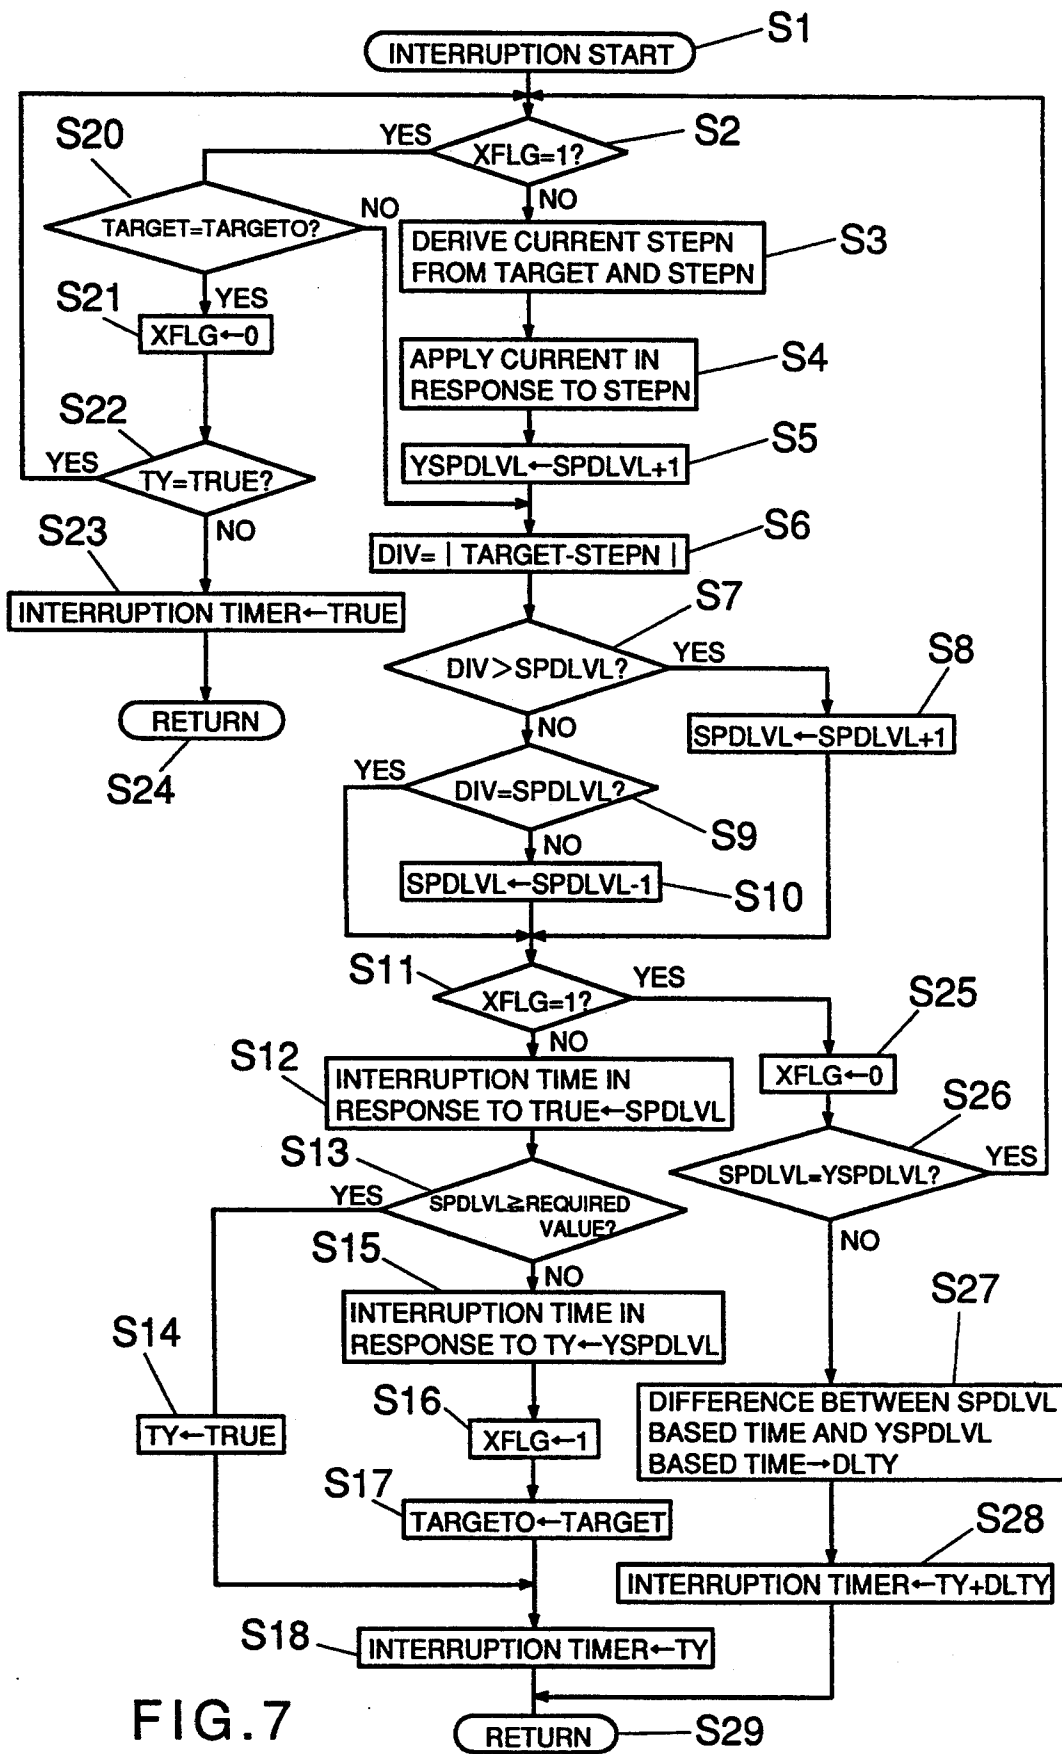 S1
INTERRUPTION START
S2
XFLG=1?
YES
NO
S20
TARGET=TARGETO?
NO
YES
S3
DERIVE CURRENT STEPN
FROM TARGET AND STEPN
S21
XFLG←0
S4
APPLY CURRENT IN
RESPONSE TO STEPN
S22
TY=TRUE?
YES
NO
S5
YSPDLVL←SPDLVL+1
S6
DIV= | TARGET-STEPN |
S23
INTERRUPTION TIMER←TRUE
S7
DIV>SPDLVL?
YES
NO
S8
SPDLVL←SPDLVL+1
RETURN
S24
YES
DIV=SPDLVL?
S9
NO
SPDLVL←SPDLVL-1
S10
S11
XFLG=1?
YES
NO
S25
XFLG←0
S12
INTERRUPTION TIME IN
RESPONSE TO TRUE←SPDLVL
S26
SPDLVL=YSPDLVL?
YES
NO
S13
YES
SPDLVL≧REQUIRED
VALUE?
NO
S15
INTERRUPTION TIME IN
RESPONSE TO TY←YSPDLVL
S27
DIFFERENCE BETWEEN SPDLVL
BASED TIME AND YSPDLVL
BASED TIME→DLTY
S14
TY←TRUE
S16
XFLG←1
S17
TARGETO←TARGET
S28
INTERRUPTION TIMER←TY+DLTY
S18
INTERRUPTION TIMER←TY
FIG.7
RETURN
S29